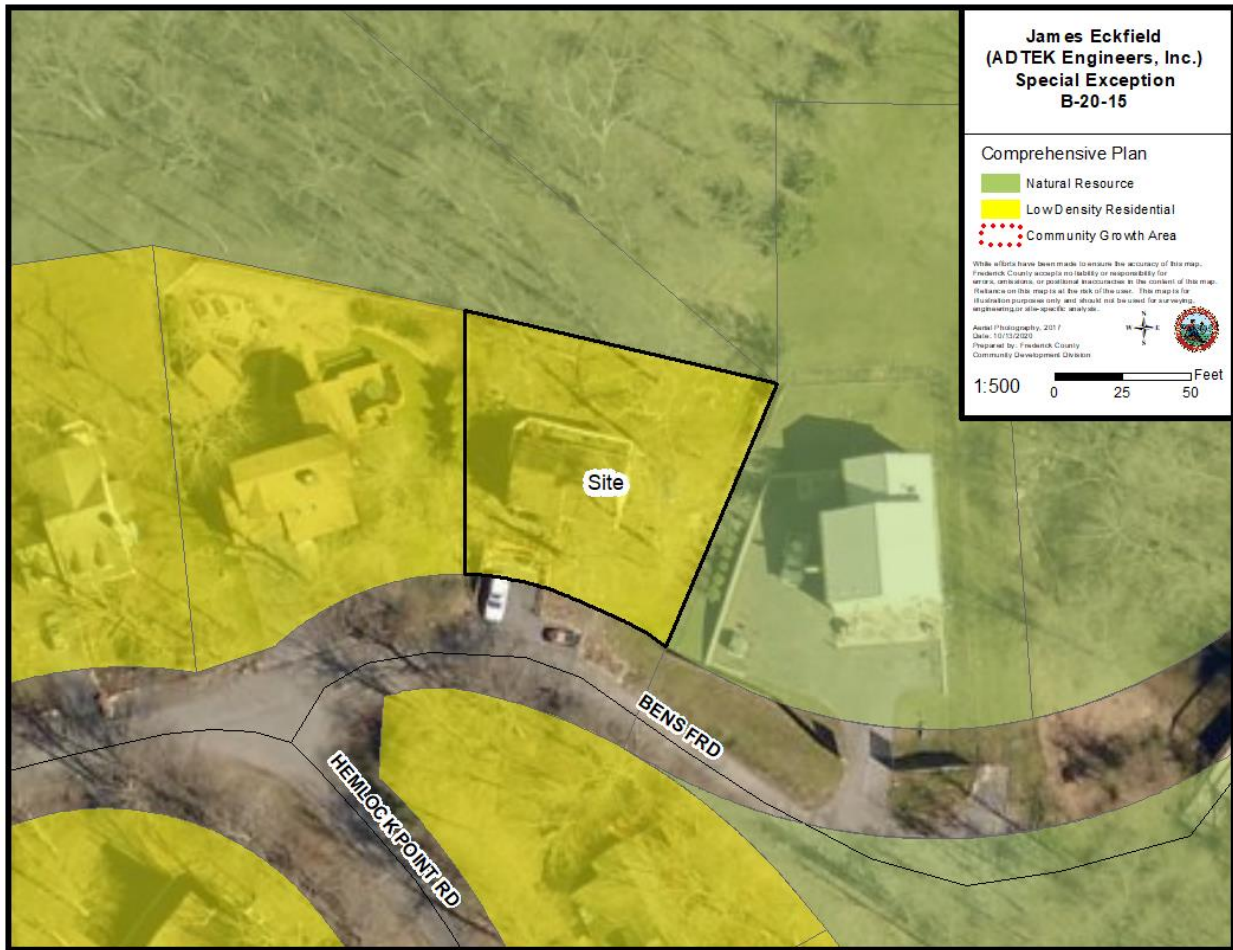 James Eckfield
(ADTEK Engineers, Inc.)
Special Exception
B-20-15
Comprehensive Plan
Natural Resource
Low Density Residential
Community Growth Area
While efforts have been made to ensure the accuracy of this map,
Frederick County accepts no liability or responsibility for
errors, omissions, or positional inaccuracies in the content of this map.
Reliance on this map is at the risk of the user. This map is for
illustration purposes only and should not be used for surveying,
engineering, or site-specific analysis.
Aerial Photography, 2017
Date: 10/13/2020
Prepared by: Frederick County
Community Development Division
N
W E
S
1:500
Feet
0 25 50
Site
BENS FRD
HEMLOCK POINT RD